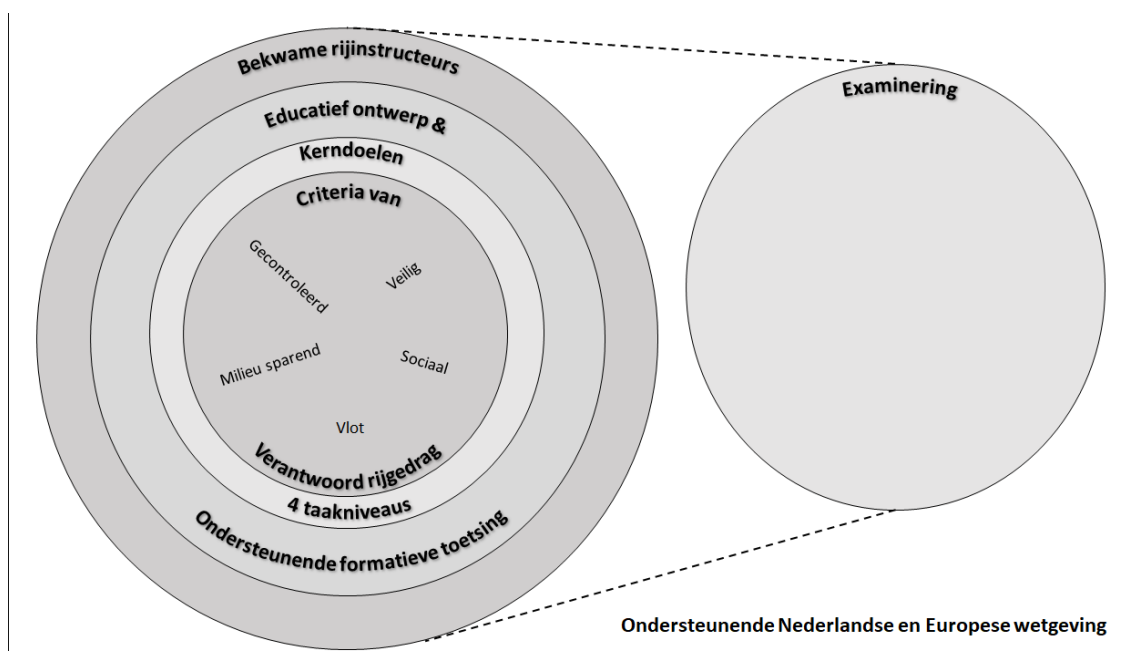 Bekwame rijinstructeurs
Educatief ontwerp &
Kerndoelen
Criteria van
Gecontroleerd
Veilig
Milieu sparend
Sociaal
Vlot
Verantwoord rijgedrag
4 taakniveaus
Ondersteunende formatieve toetsing
Examinering
Ondersteunende Nederlandse en Europese wetgeving